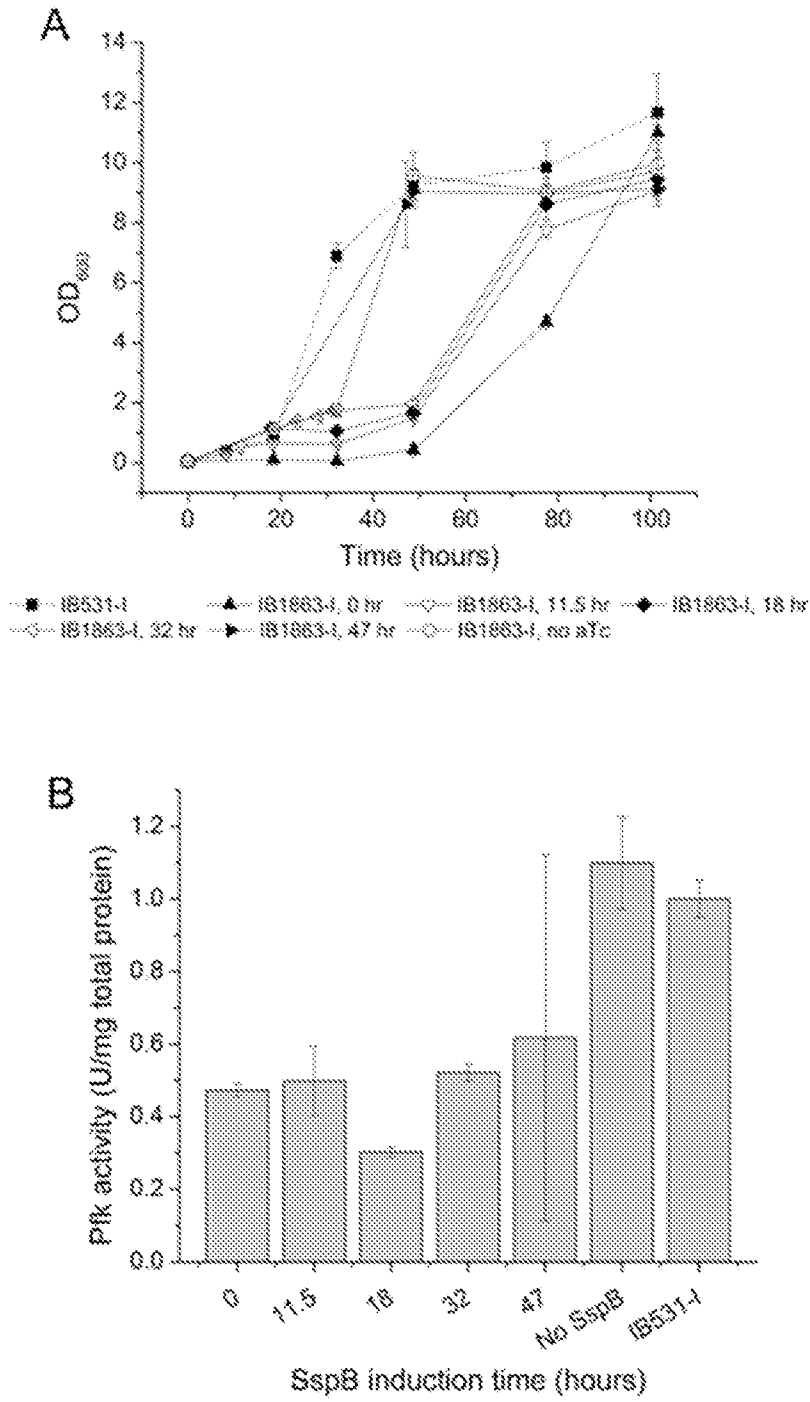 A
14
12
10
8
6
4
2
0
OD600
0 20 40 60 80 100
Time (hours)
IB531-I IB1863-I, 0 hr IB1863-I, 11.5 hr IB1863-I, 18 hr
IB1863-I, 32 hr IB1863-I, 47 hr IB1863-I, no aTc
B
1.2
1.0
0.8
0.6
0.4
0.2
0.0
Pfk activity (U/mg total protein)
0 11.5 18 32 47 No SspB IB531-I
SspB induction time (hours)